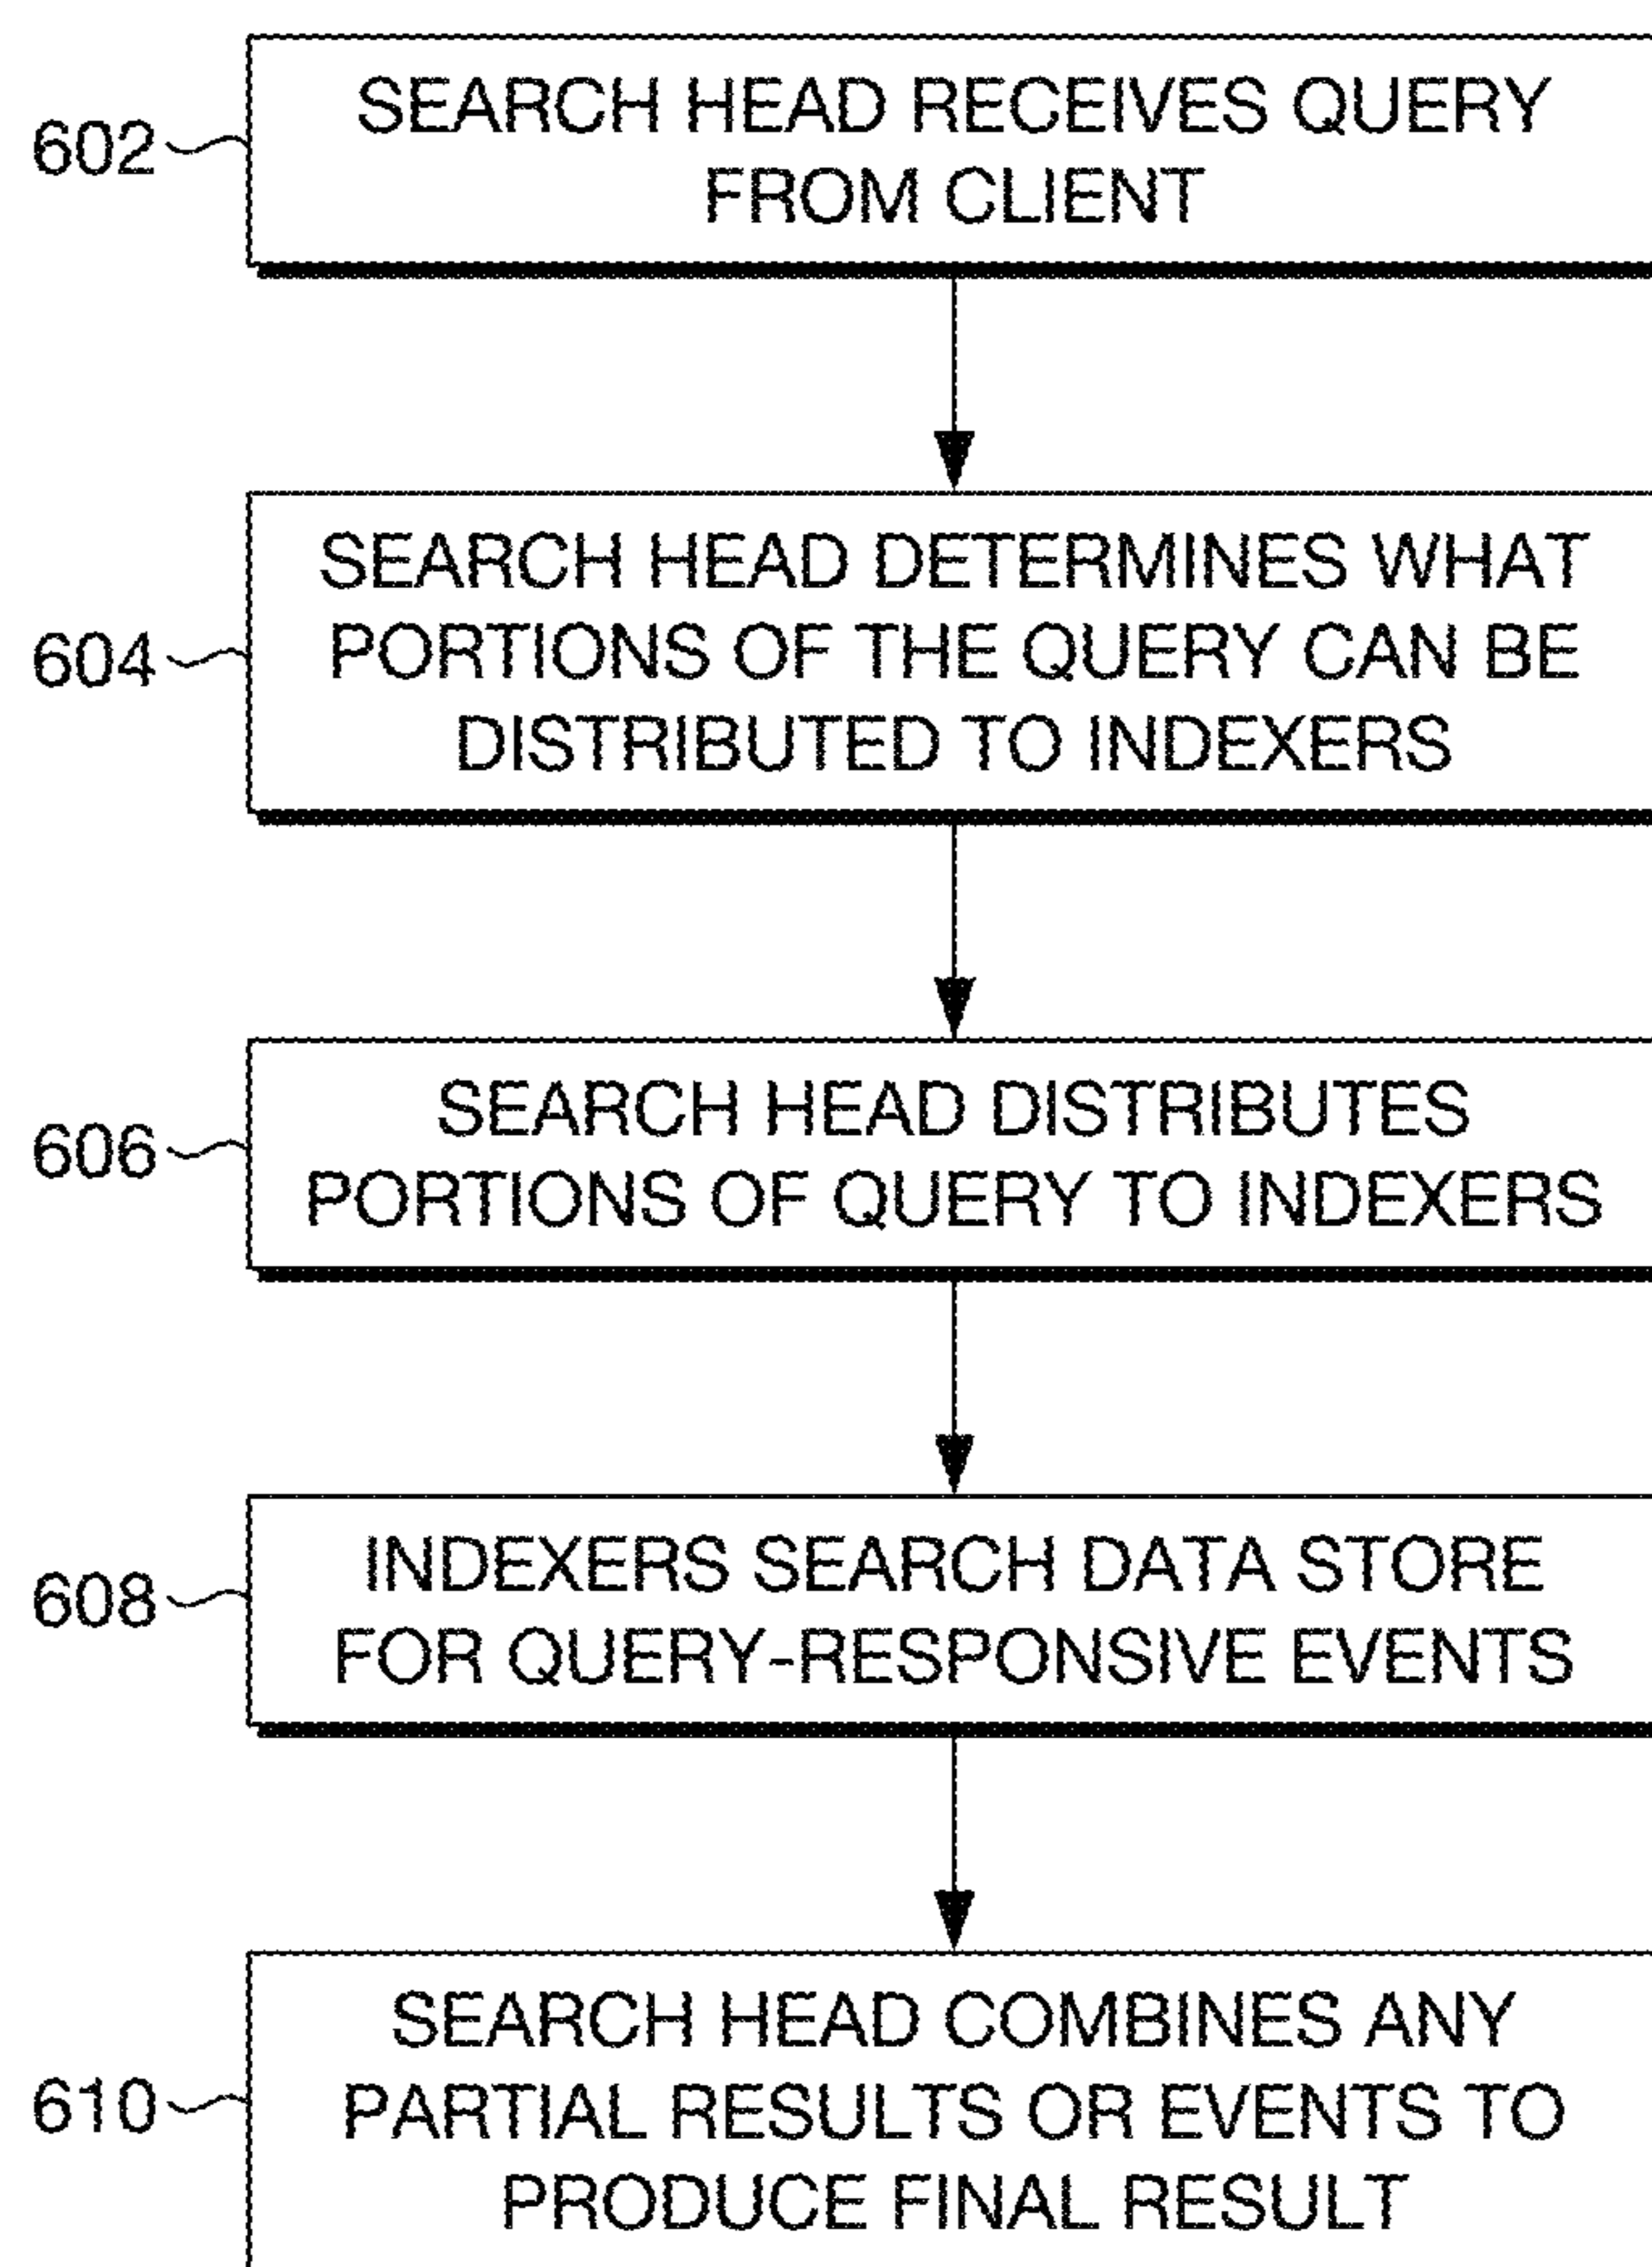 602
SEARCH HEAD RECEIVES QUERY
FROM CLIENT
604
SEARCH HEAD DETERMINES WHAT
PORTIONS OF THE QUERY CAN BE
DISTRIBUTED TO INDEXERS
606
SEARCH HEAD DISTRIBUTES
PORTIONS OF QUERY TO INDEXERS
608
INDEXERS SEARCH DATA STORE
FOR QUERY-RESPONSIVE EVENTS
610
SEARCH HEAD COMBINES ANY
PARTIAL RESULTS OR EVENTS TO
PRODUCE FINAL RESULT